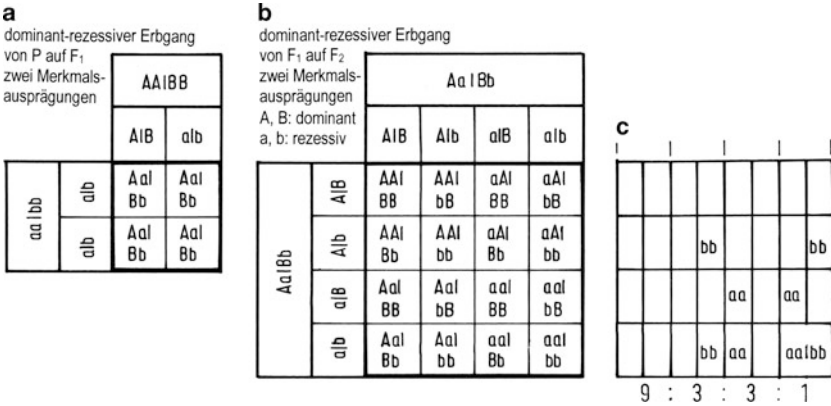 a
dominant-rezessiver Erbgang
von P auf F₁
zwei Merkmals-
ausprägungen
AA|BB
A|B a|b
aa|bb
a|b Aa| Aa|
Bb Bb
a|b Aa| Aa|
Bb Bb
b
dominant-rezessiver Erbgang
von F₁ auf F₂
zwei Merkmals-
ausprägungen
A, B: dominant
a, b: rezessiv
Aa|Bb
A|B A|b a|B a|b
Aa|Bb
A|B AA| AA| aA| aA|
BB bB BB bB
A|b AA| AA| aA| aA|
Bb bb Bb bb
a|B Aa| Aa| aa| aa|
BB bB BB bB
a|b Aa| Aa| aa| aa|
Bb bb Bb bb
c
bb bb
aa aa
bb aa aa|bb
9 : 3 : 3 : 1